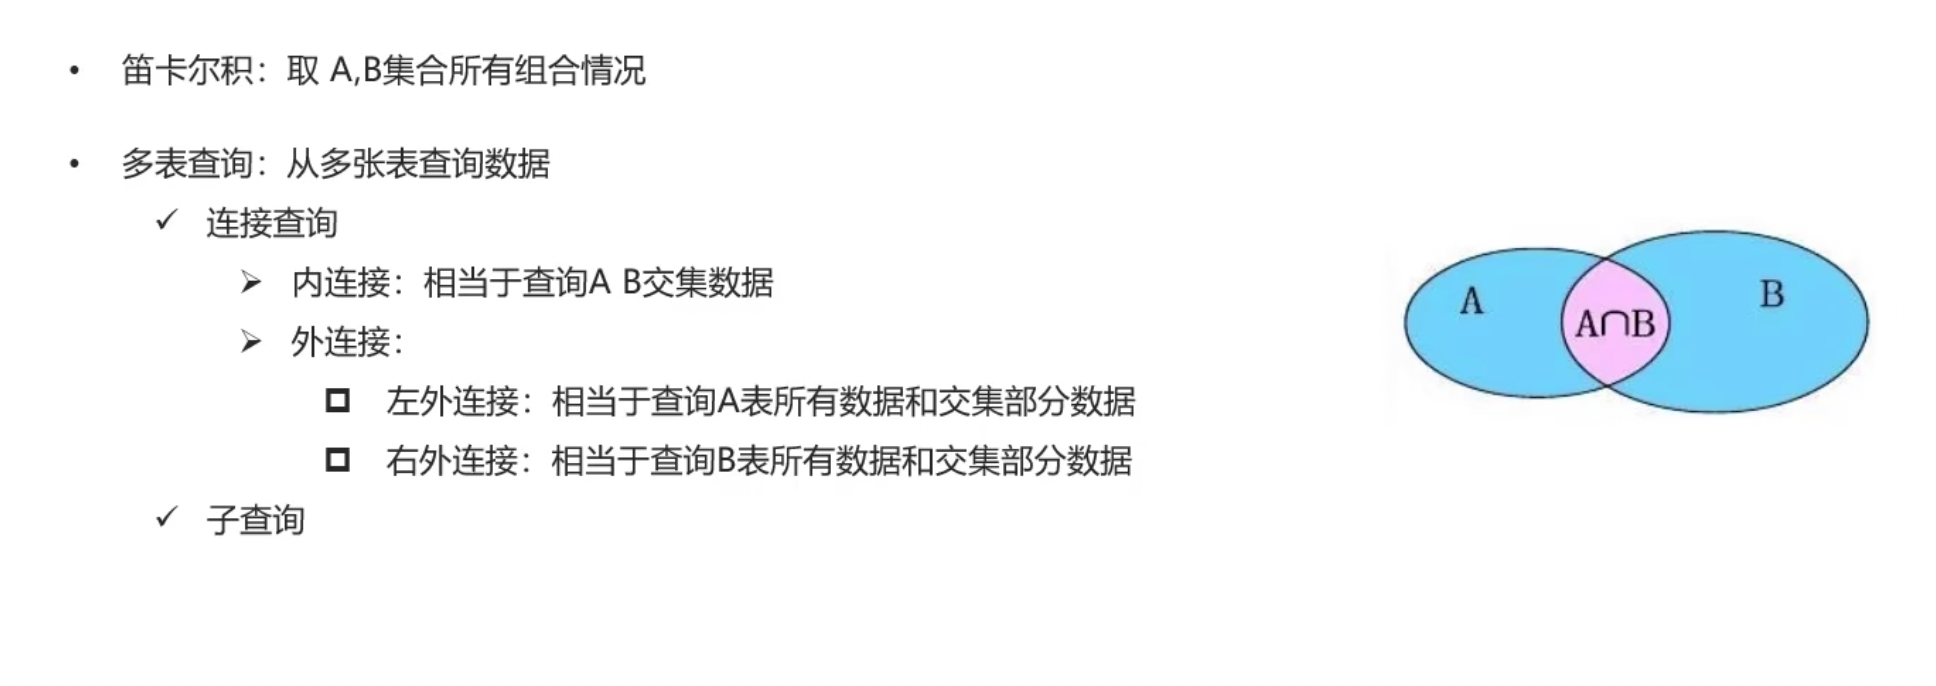 • 笛卡尔积：取 A,B集合所有组合情况
• 多表查询：从多张表查询数据
✓ 连接查询
➢ 内连接：相当于查询A B交集数据
➢ 外连接：
左外连接：相当于查询A表所有数据和交集部分数据
右外连接：相当于查询B表所有数据和交集部分数据
✓ 子查询
A
A∩B
B